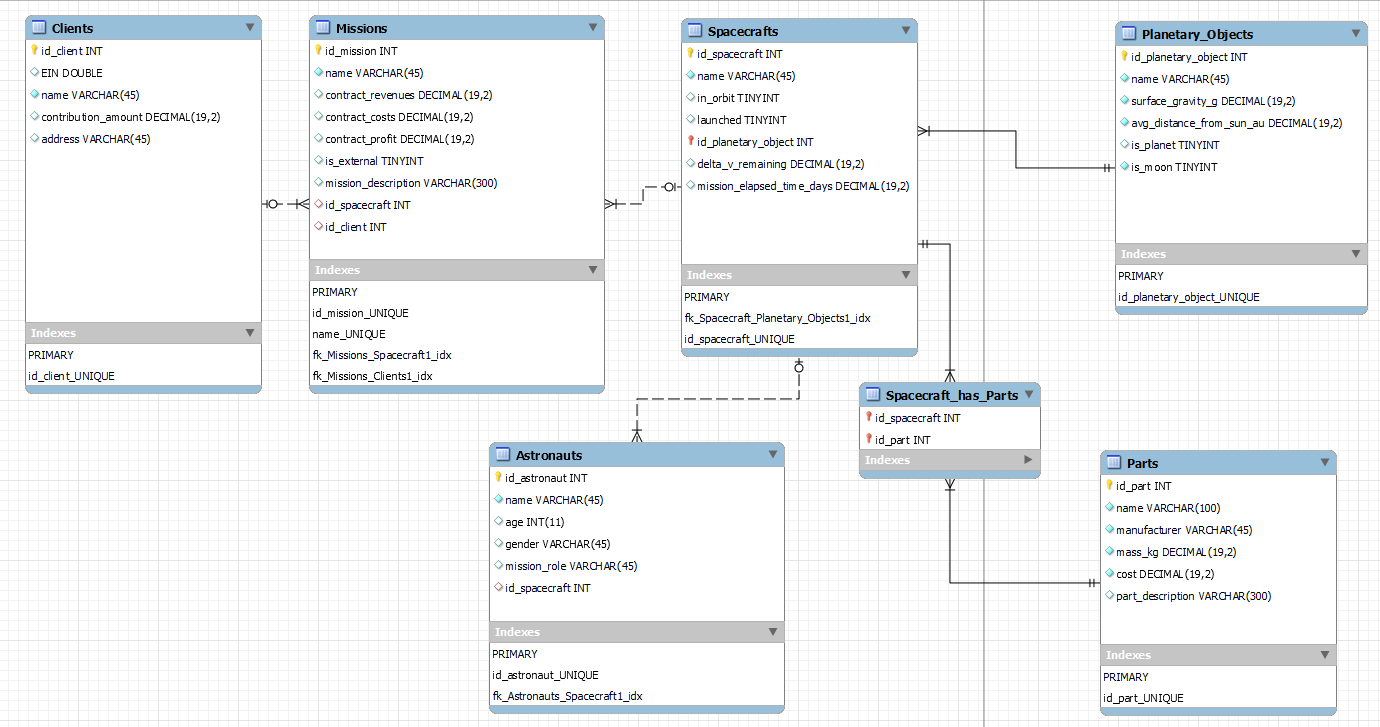 Clients
id_client INT
EIN DOUBLE
name VARCHAR(45)
contribution_amount DECIMAL(19,2)
address VARCHAR(45)
Indexes
PRIMARY
id_client_UNIQUE
Missions
id_mission INT
name VARCHAR(45)
contract_revenues DECIMAL(19,2)
contract_costs DECIMAL(19,2)
contract_profit DECIMAL(19,2)
is_external TINYINT
mission_description VARCHAR(300)
id_spacecraft INT
id_client INT
Indexes
PRIMARY
id_mission_UNIQUE
name_UNIQUE
fk_Missions_Spacecraft1_idx
fk_Missions_Clients1_idx
Spacecrafts
id_spacecraft INT
name VARCHAR(45)
in_orbit TINYINT
launched TINYINT
id_planetary_object INT
delta_v_remaining DECIMAL(19,2)
mission_elapsed_time_days DECIMAL(19,2)
Indexes
PRIMARY
fk_Spacecraft_Planetary_Objects1_idx
id_spacecraft_UNIQUE
Planetary_Objects
id_planetary_object INT
name VARCHAR(45)
surface_gravity_g DECIMAL(19,2)
avg_distance_from_sun_au DECIMAL(19,2)
is_planet TINYINT
is_moon TINYINT
Indexes
PRIMARY
id_planetary_object_UNIQUE
Astronauts
id_astronaut INT
name VARCHAR(45)
age INT(11)
gender VARCHAR(45)
mission_role VARCHAR(45)
id_spacecraft INT
Indexes
PRIMARY
id_astronaut_UNIQUE
fk_Astronauts_Spacecraft1_idx
Spacecraft_has_Parts
id_spacecraft INT
id_part INT
Indexes
Parts
id_part INT
name VARCHAR(100)
manufacturer VARCHAR(45)
mass_kg DECIMAL(19,2)
cost DECIMAL(19,2)
part_description VARCHAR(300)
Indexes
PRIMARY
id_part_UNIQUE